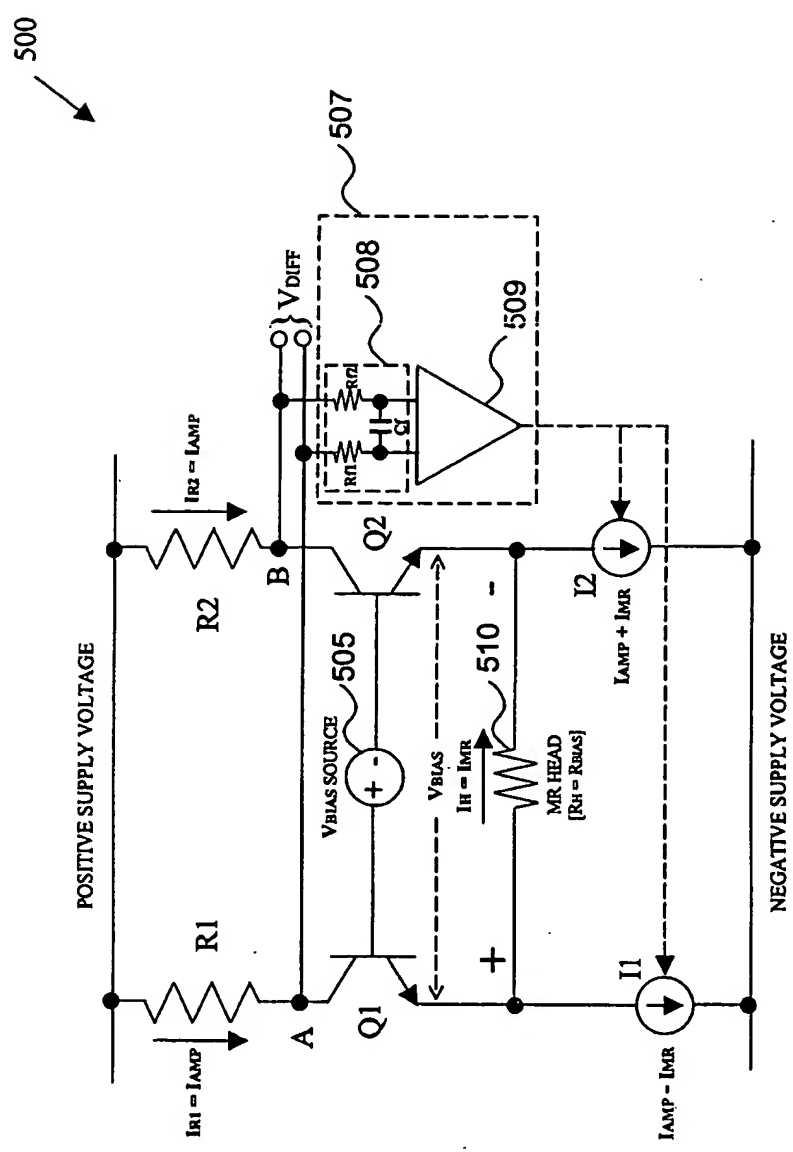 500
POSITIVE SUPPLY VOLTAGE
IR1 = IAMP
R1
A
R2
IR2 = IAMP
B
VDIFF
507
508
Rf1
Rf2
Cf
509
Q1
Q2
VBIAS SOURCE
505
+ -
VBIAS
IH = IMR
510
+
-
MR HEAD
[RH = RBIAS]
I1
IAMP - IMR
I2
IAMP + IMR
NEGATIVE SUPPLY VOLTAGE